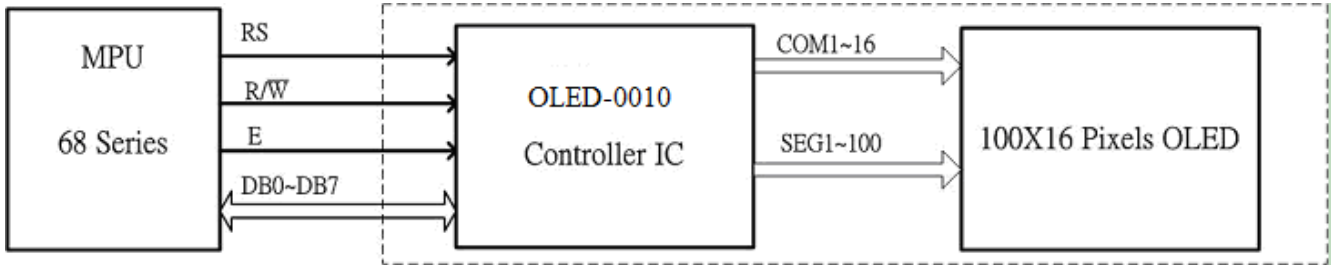 MPU
68 Series
RS
R/W̅
E
DB0~DB7
OLED-0010
Controller IC
COM1~16
SEG1~100
100X16 Pixels OLED